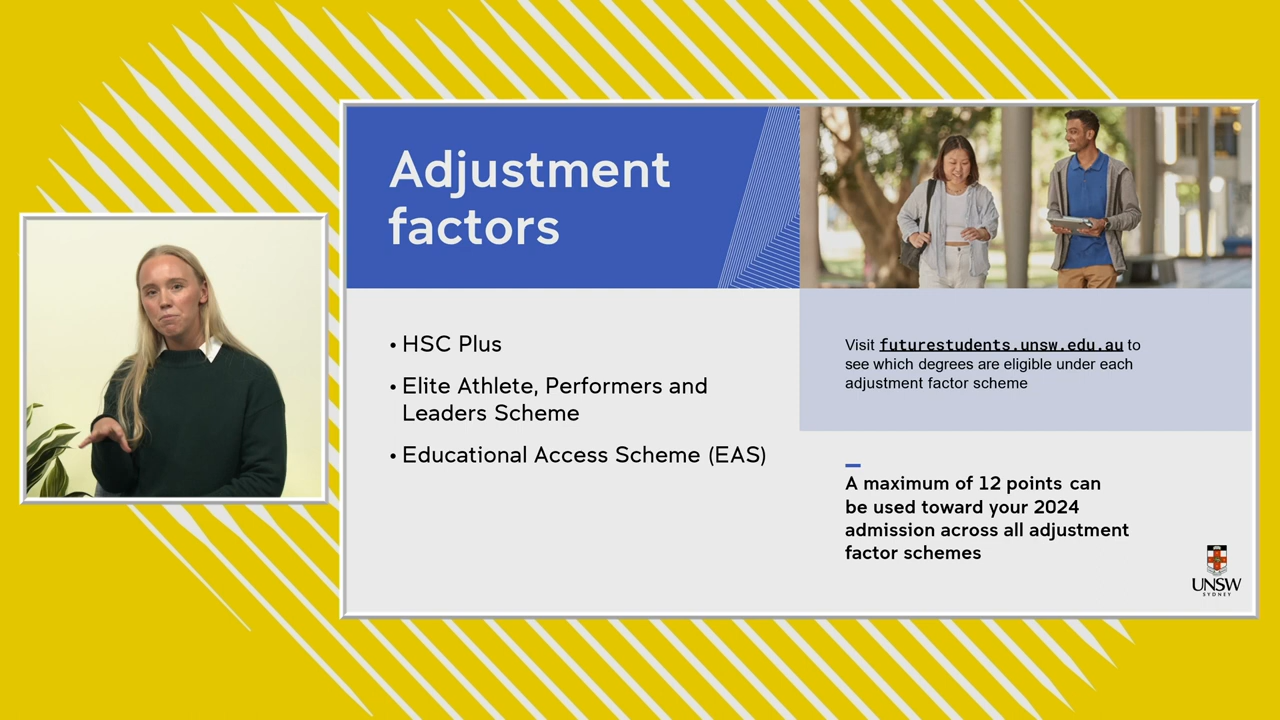 Adjustment
factors
• HSC Plus
• Elite Athlete, Performers and
Leaders Scheme
• Educational Access Scheme (EAS)
Visit futurestudents.unsw.edu.au to
see which degrees are eligible under each
adjustment factor scheme
A maximum of 12 points can
be used toward your 2024
admission across all adjustment
factor schemes
UNSW
SYDNEY